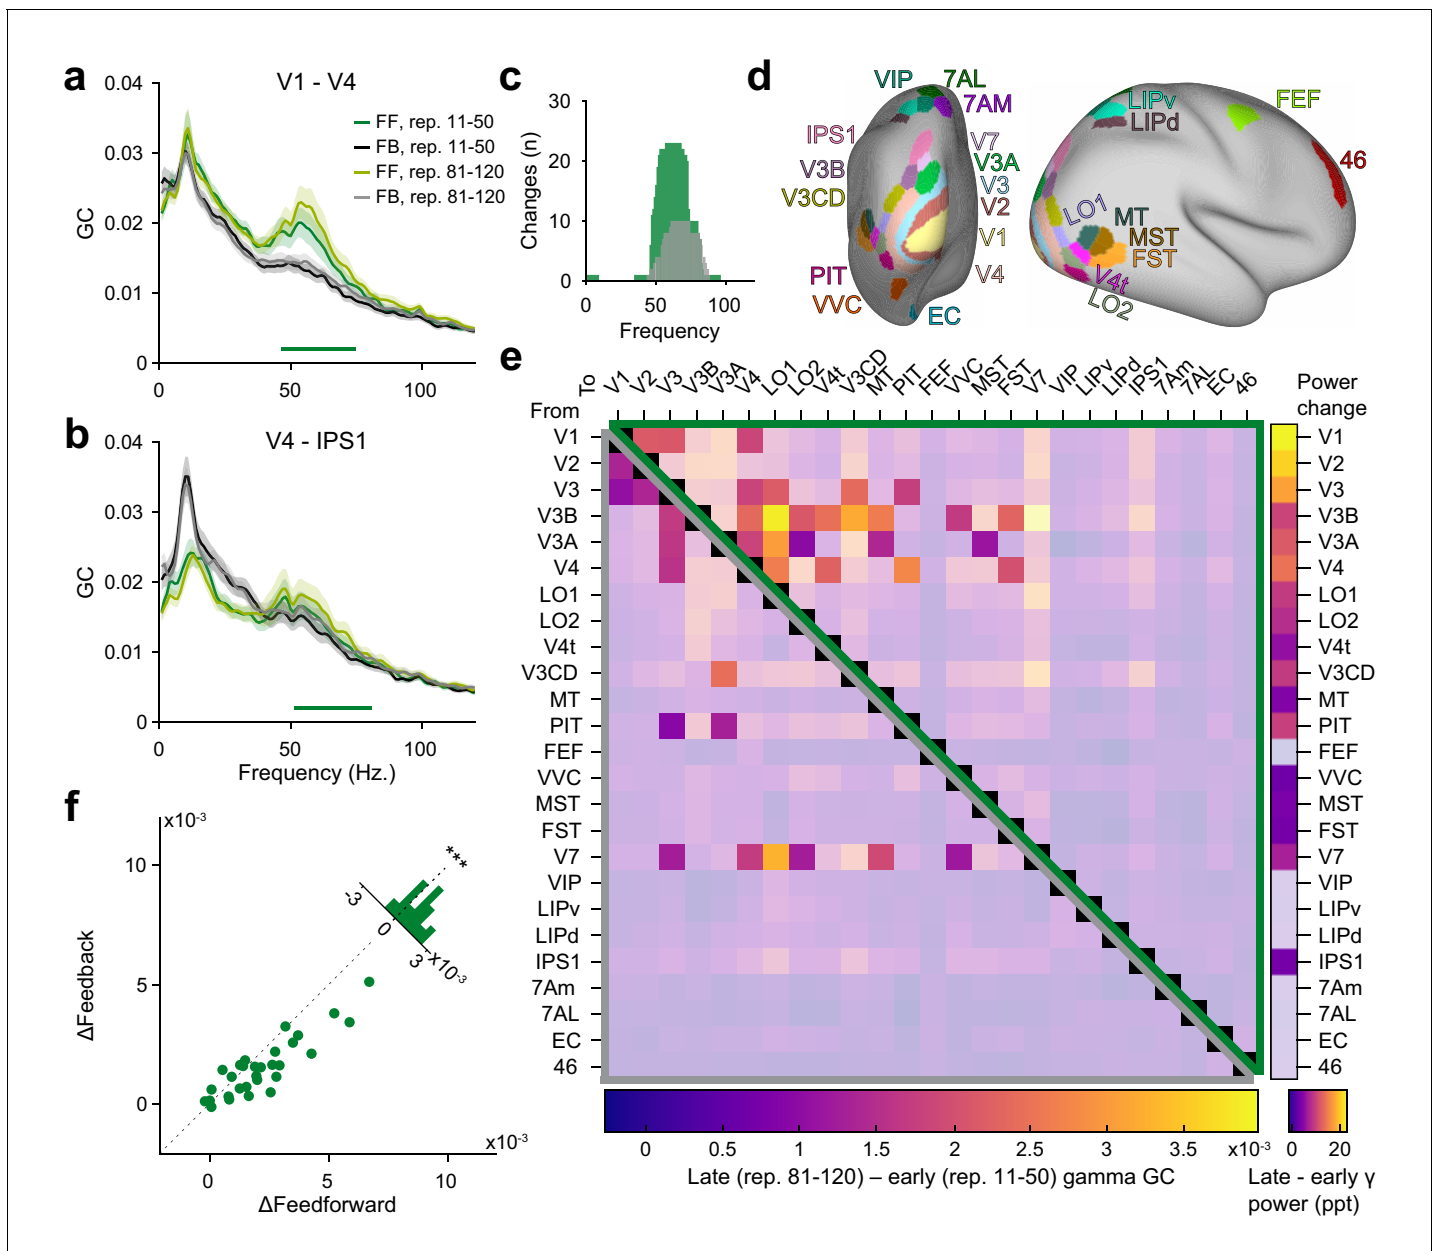 a
V1 - V4
0.04
0.03
0.02
0.01
0
GC
FF, rep. 11-50
FB, rep. 11-50
FF, rep. 81-120
FB, rep. 81-120
0
50
100
b
V4 - IPS1
0.04
0.03
0.02
0.01
0
GC
0
50
100
Frequency (Hz.)
c
30
20
10
0
Changes (n)
0
50
100
Frequency
d
VIP
7AL
7AM
IPS1
V7
V3B
V3A
V3CD
V3
V2
V1
PIT
V4
VVC
EC
LIPv
LIPd
FEF
46
LO1
MT
MST
FST
V4t
LO2
e
To
V1
V2
V3
V3B
V3A
V4
LO1
LO2
V4t
V3CD
MT
PIT
FEF
VVC
MST
FST
V7
VIP
LIPv
LIPd
IPS1
7Am
7AL
EC
46
From
Power
change
V1
V2
V3
V3B
V3A
V4
LO1
LO2
V4t
V3CD
MT
PIT
FEF
VVC
MST
FST
V7
VIP
LIPv
LIPd
IPS1
7Am
7AL
EC
46
V1
V2
V3
V3B
V3A
V4
LO1
LO2
V4t
V3CD
MT
PIT
FEF
VVC
MST
FST
V7
VIP
LIPv
LIPd
IPS1
7Am
7AL
EC
46
0 0.5 1 1.5 2 2.5 3 3.5 x10⁻³
Late (rep. 81-120) – early (rep. 11-50) gamma GC
0 20
Late - early γ
power (ppt)
f
x10⁻³
10
5
0
ΔFeedback
***
-3
0
3
x10⁻³
x10⁻³
0
5
10
ΔFeedforward